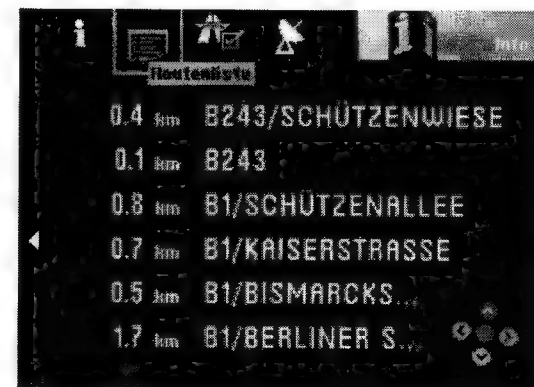 Info
Routenliste
0.4 km B243/SCHÜTZENWIESE
0.1 km B243
0.8 km B1/SCHÜTZENALLEE
0.7 km B1/KAISERSTRASSE
0.5 km B1/BISMARCKS...
1.7 km B1/BERLINER S...